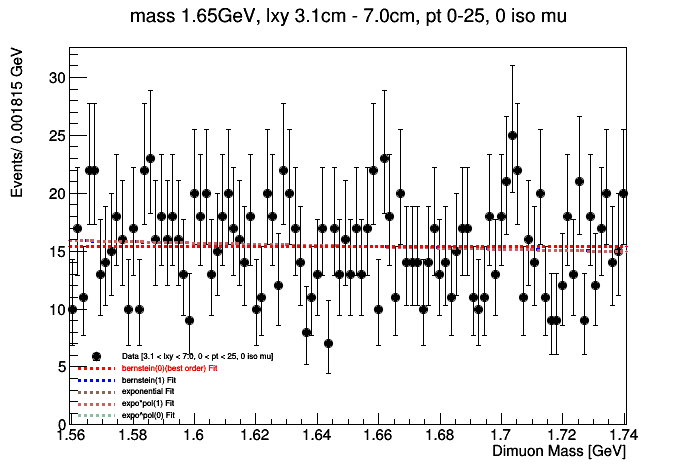 mass 1.65GeV, lxy 3.1cm - 7.0cm, pt 0-25, 0 iso mu
Events/ 0.001815 GeV
30
25
20
15
10
5
0
Data [3.1 < lxy < 7.0, 0 < pt < 25, 0 iso mu]
bernstein(0)(best order) Fit
bernstein(1) Fit
exponential Fit
expo*pol(1) Fit
expo^pol(0) Fit
1.56 1.58 1.6 1.62 1.64 1.66 1.68 1.7 1.72 1.74
Dimuon Mass [GeV]